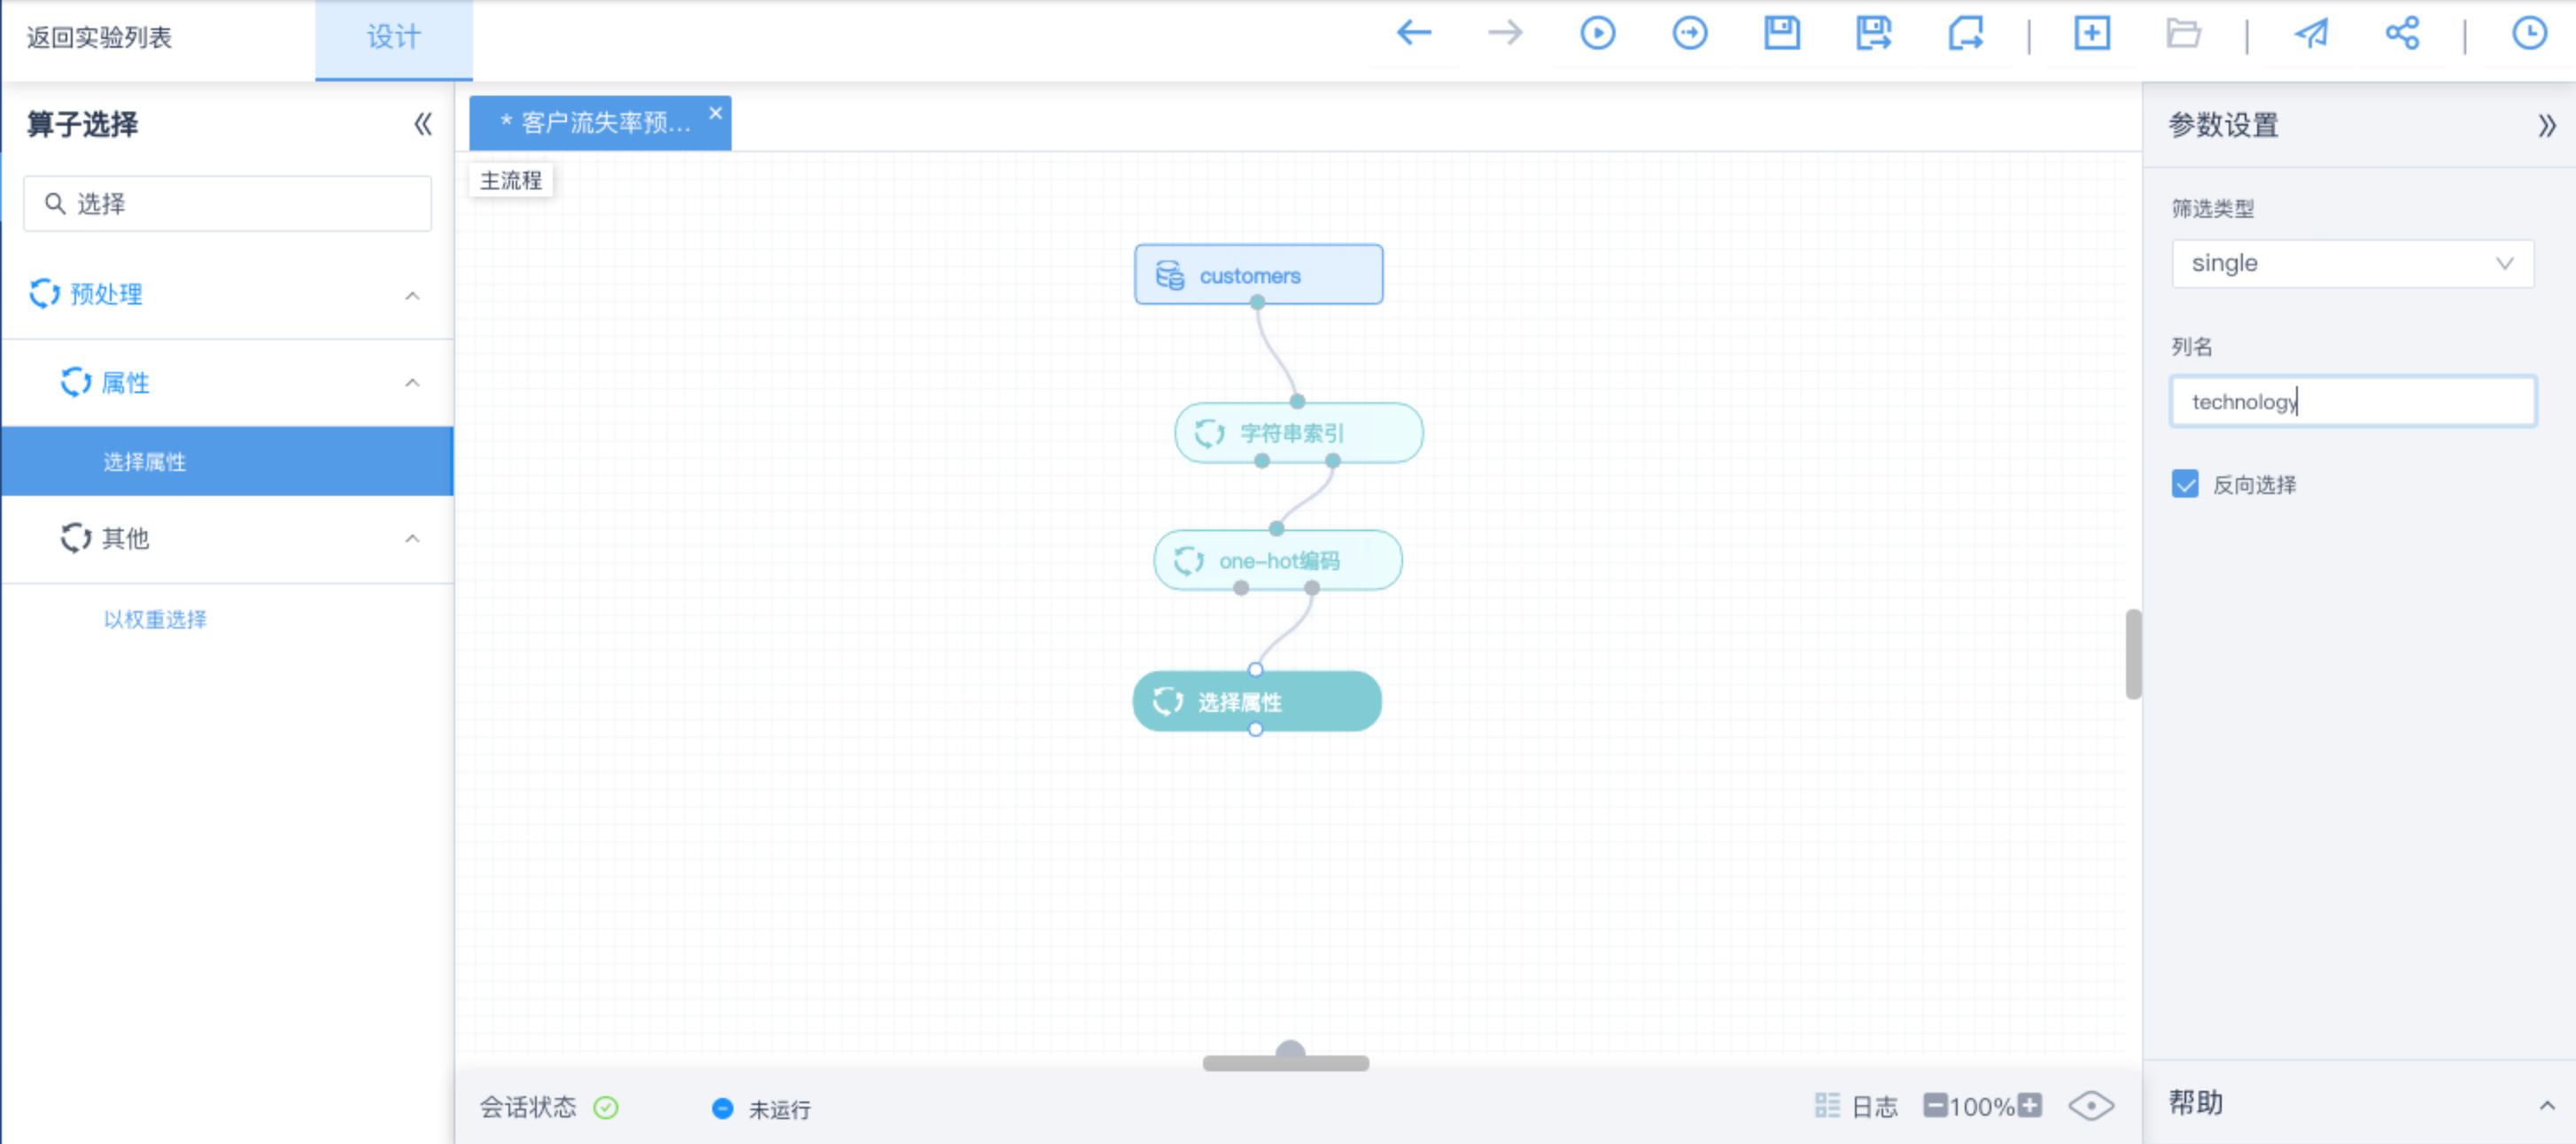 返回实验列表
设计
算子选择
选择
预处理
属性
选择属性
其他
以权重选择
* 客户流失率预...
主流程
customers
字符串索引
one-hot编码
选择属性
会话状态
未运行
日志
100%
参数设置
筛选类型
single
列名
technology
反向选择
帮助